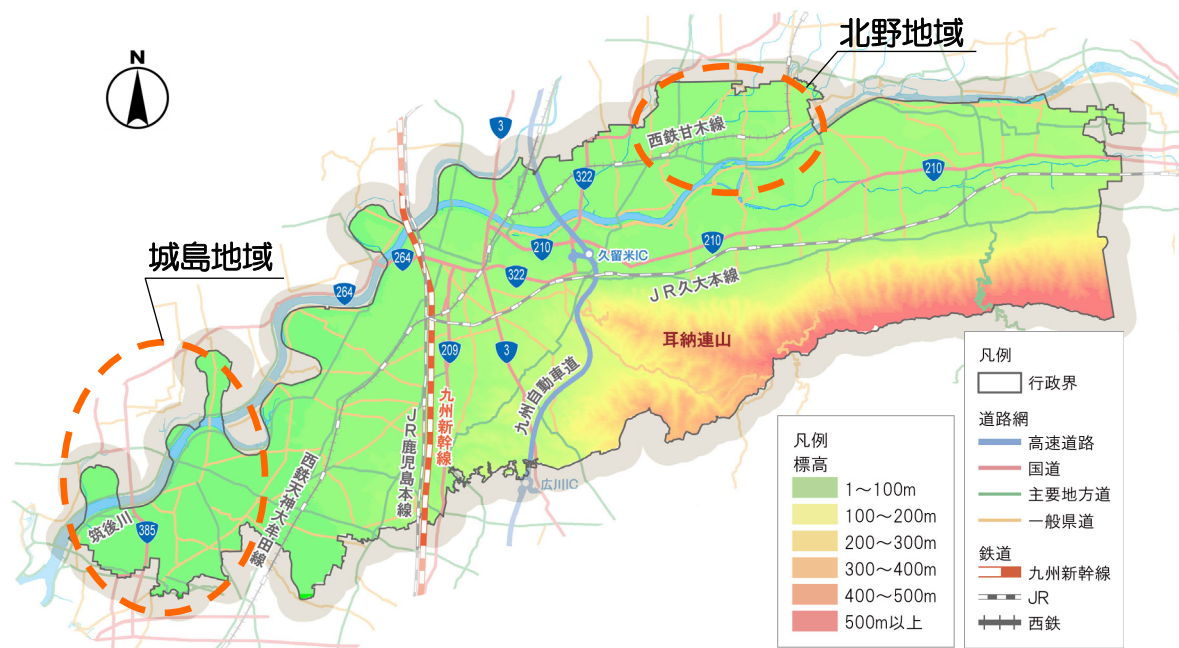 N
北野地域
3
西鉄甘木線
322
210
城島地域
264
210
久留米IC
210
322
264
JR久大本線
耳納連山
209
3
九州自動車道
九州新幹線
JR鹿児島本線
西鉄天神大牟田線
広川IC
筑後川
385
凡例
標高
1~100m
100~200m
200~300m
300~400m
400~500m
500m以上
凡例
行政界
道路網
高速道路
国道
主要地方道
一般県道
鉄道
九州新幹線
JR
西鉄